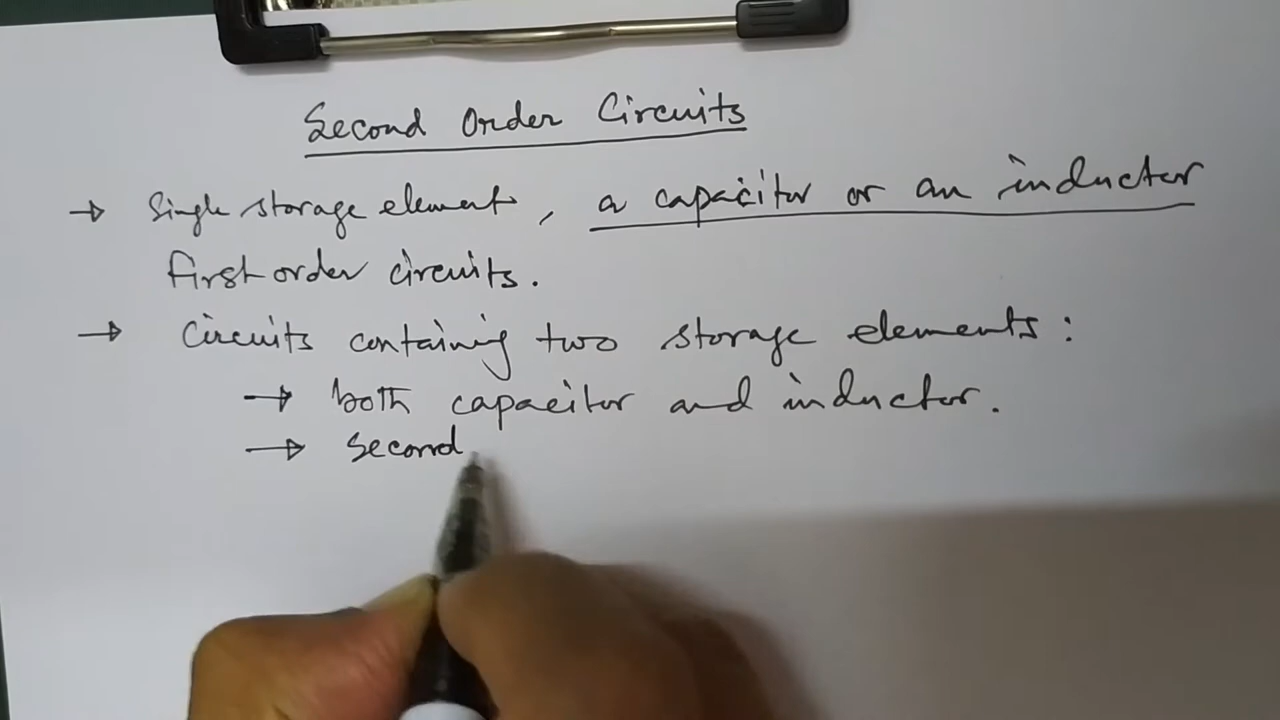 Second Order Circuits
→ Single storage element, a capacitor or an inductor
first order circuits.
→ Circuits containing two storage elements:
→ both capacitor and inductor.
→ Second